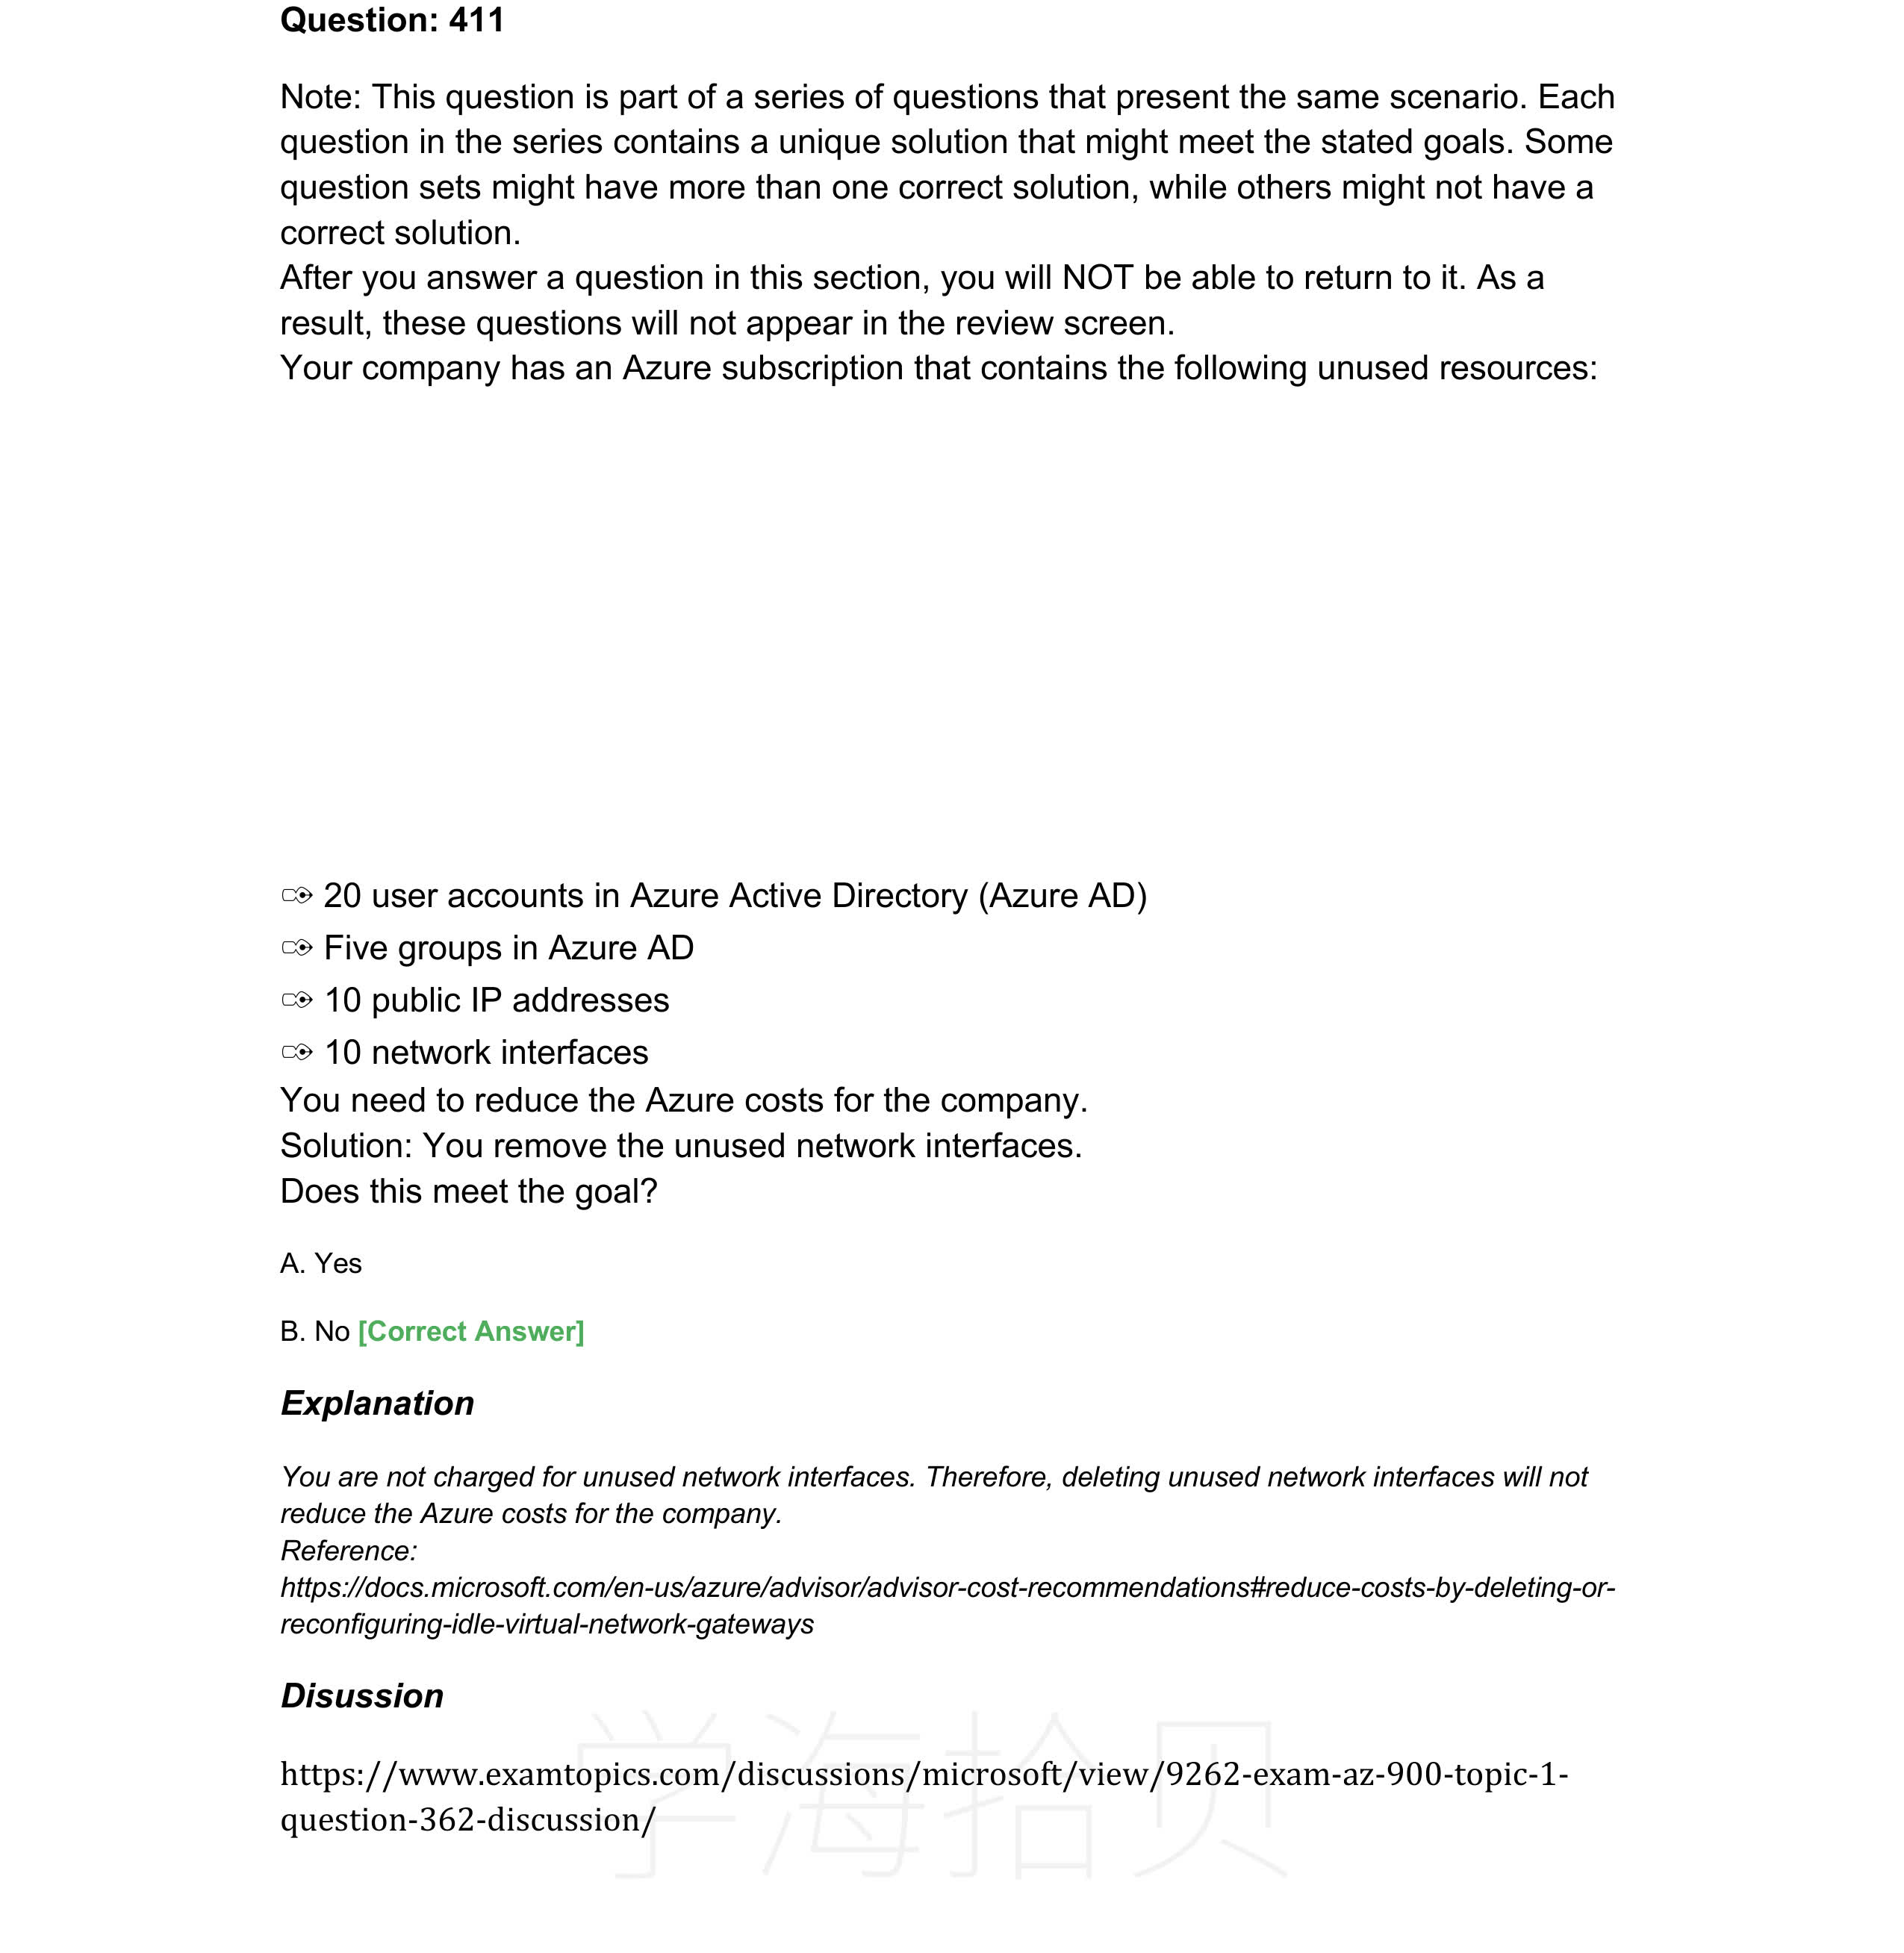 Question: 411
Note: This question is part of a series of questions that present the same scenario. Each
question in the series contains a unique solution that might meet the stated goals. Some
question sets might have more than one correct solution, while others might not have a
correct solution.
After you answer a question in this section, you will NOT be able to return to it. As a
result, these questions will not appear in the review screen.
Your company has an Azure subscription that contains the following unused resources:
20 user accounts in Azure Active Directory (Azure AD)
Five groups in Azure AD
10 public IP addresses
10 network interfaces
You need to reduce the Azure costs for the company.
Solution: You remove the unused network interfaces.
Does this meet the goal?
A. Yes
B. No [Correct Answer]
Explanation
You are not charged for unused network interfaces. Therefore, deleting unused network interfaces will not
reduce the Azure costs for the company.
Reference:
https://docs.microsoft.com/en-us/azure/advisor/advisor-cost-recommendations#reduce-costs-by-deleting-or-
reconfiguring-idle-virtual-network-gateways
Disussion
学海拾贝
https://www.examtopics.com/discussions/microsoft/view/9262-exam-az-900-topic-1-
question-362-discussion/